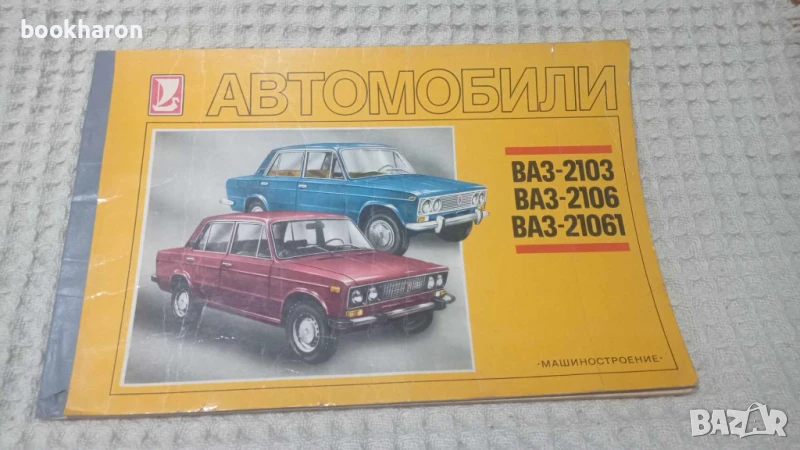 bookharon
АВТОМОБИЛИ
ВАЗ-2103
ВАЗ-2106
ВАЗ-21061
·МАШИНОСТРОЕНИЕ·
BAZAR